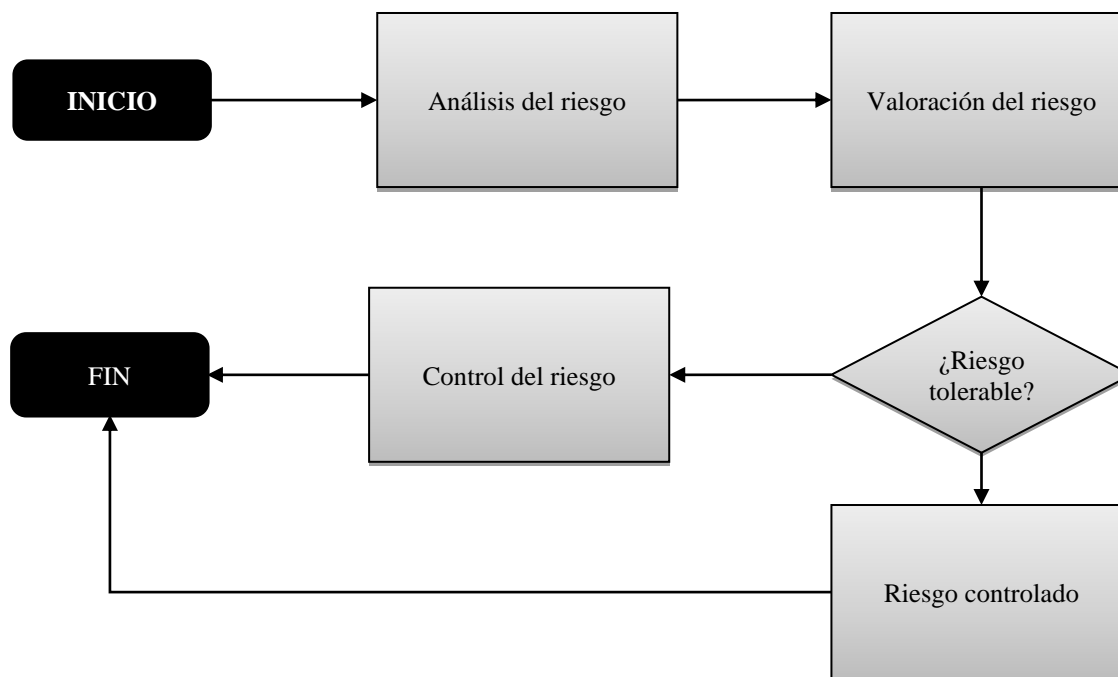 INICIO
Análisis del riesgo
Valoración del riesgo
¿Riesgo
tolerable?
Control del riesgo
FIN
Riesgo controlado